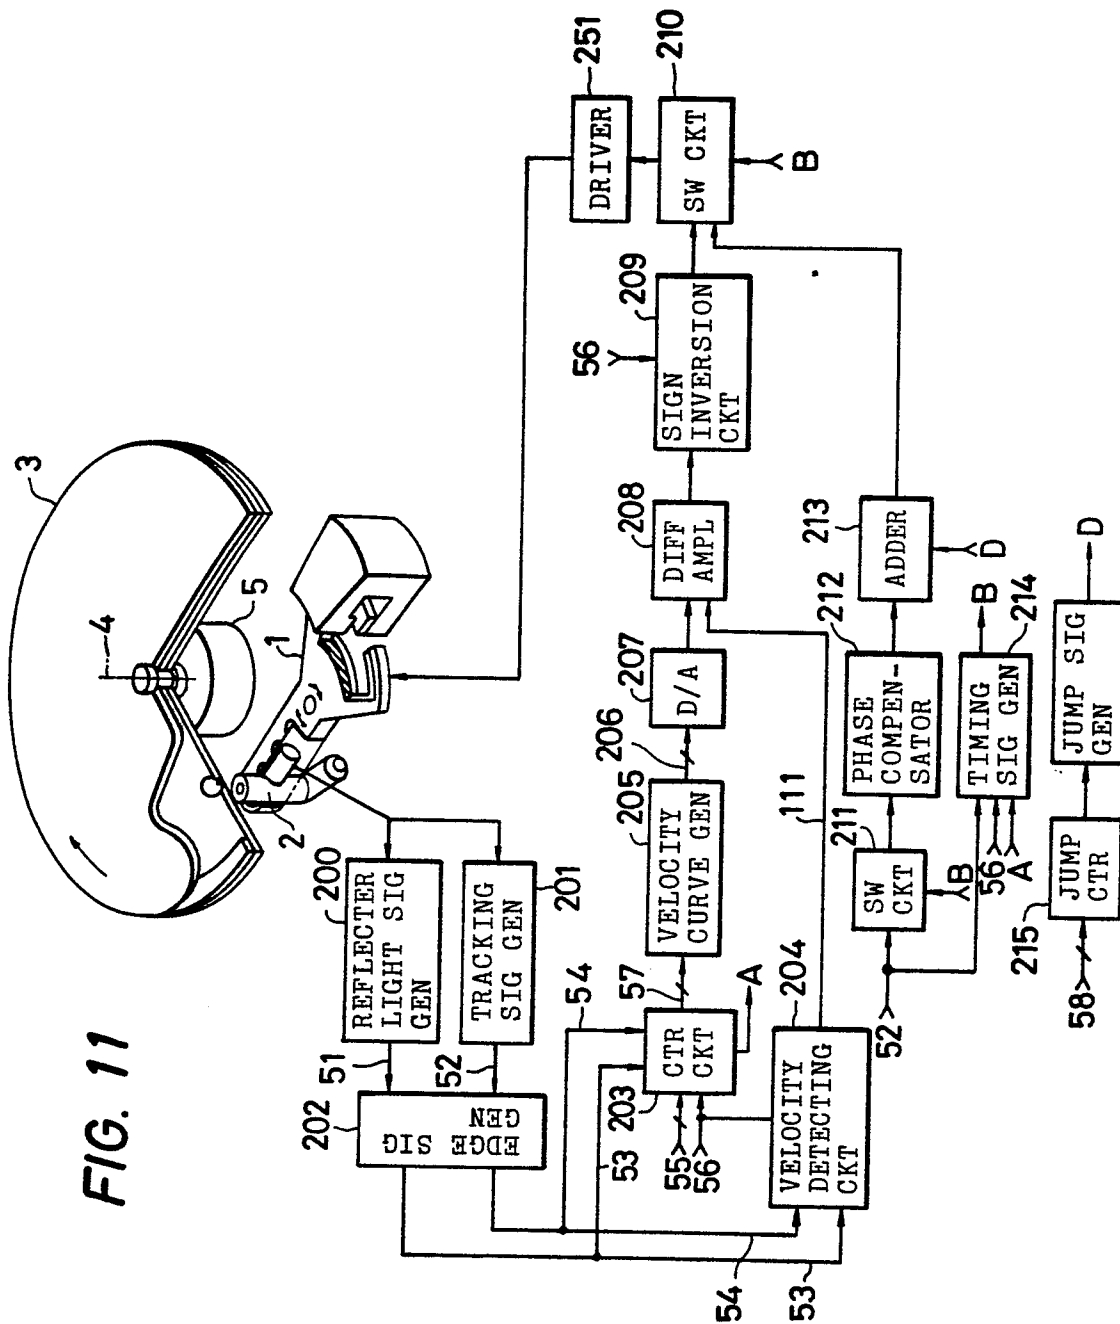 FIG. 11
3
4
5
1
2
200
REFLECTER
LIGHT SIG
GEN
201
TRACKING
SIG GEN
51
52
202
EDGE SIG
GEN
53
54
203
CTR
CKT
55
56
57
A
54
53
204
VELOCITY
DETECTING
CKT
111
205
VELOCITY
CURVE GEN
206
207
D/A
208
DIFF
AMPL
209
SIGN
INVERSION
CKT
56
210
SW CKT
B
251
DRIVER
52
211
SW
CKT
B
212
PHASE
COMPEN-
SATOR
213
ADDER
D
214
TIMING
SIG GEN
56
A
B
215
JUMP
CTR
58
JUMP SIG
GEN
D